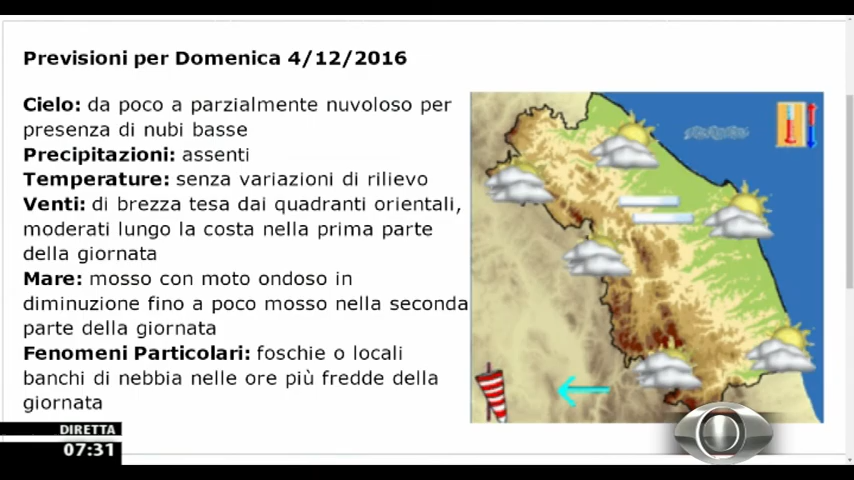 Previsioni per Domenica 4/12/2016
Cielo: da poco a parzialmente nuvoloso per
presenza di nubi basse
Precipitazioni: assenti
Temperature: senza variazioni di rilievo
Venti: di brezza tesa dai quadranti orientali,
moderati lungo la costa nella prima parte
della giornata
Mare: mosso con moto ondoso in
diminuzione fino a poco mosso nella seconda
parte della giornata
Fenomeni Particolari: foschie o locali
banchi di nebbia nelle ore più fredde della
giornata
DIRETTA
07:31